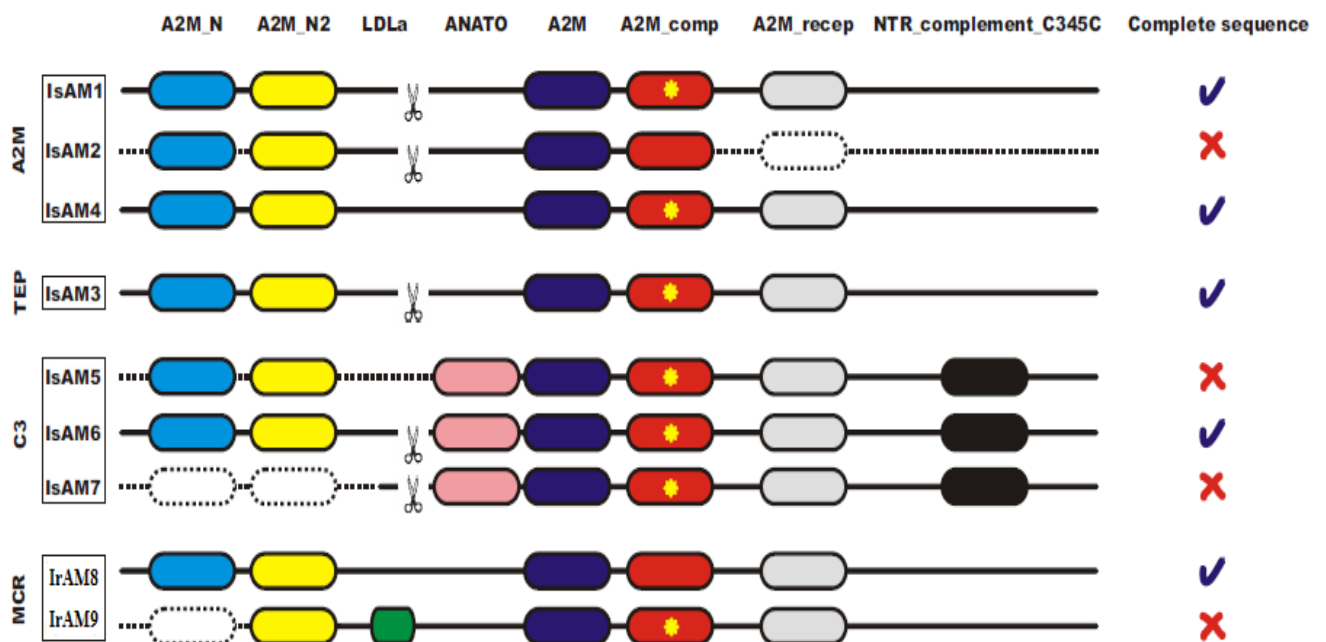 A2M_N A2M_N2 LDLa ANATO A2M A2M_comp A2M_recep NTR_complement_C345C Complete sequence
A2M
IsAM1
IsAM2
IsAM4
TEP
IsAM3
C3
IsAM5
IsAM6
IsAM7
MCR
IrAM8
IrAM9